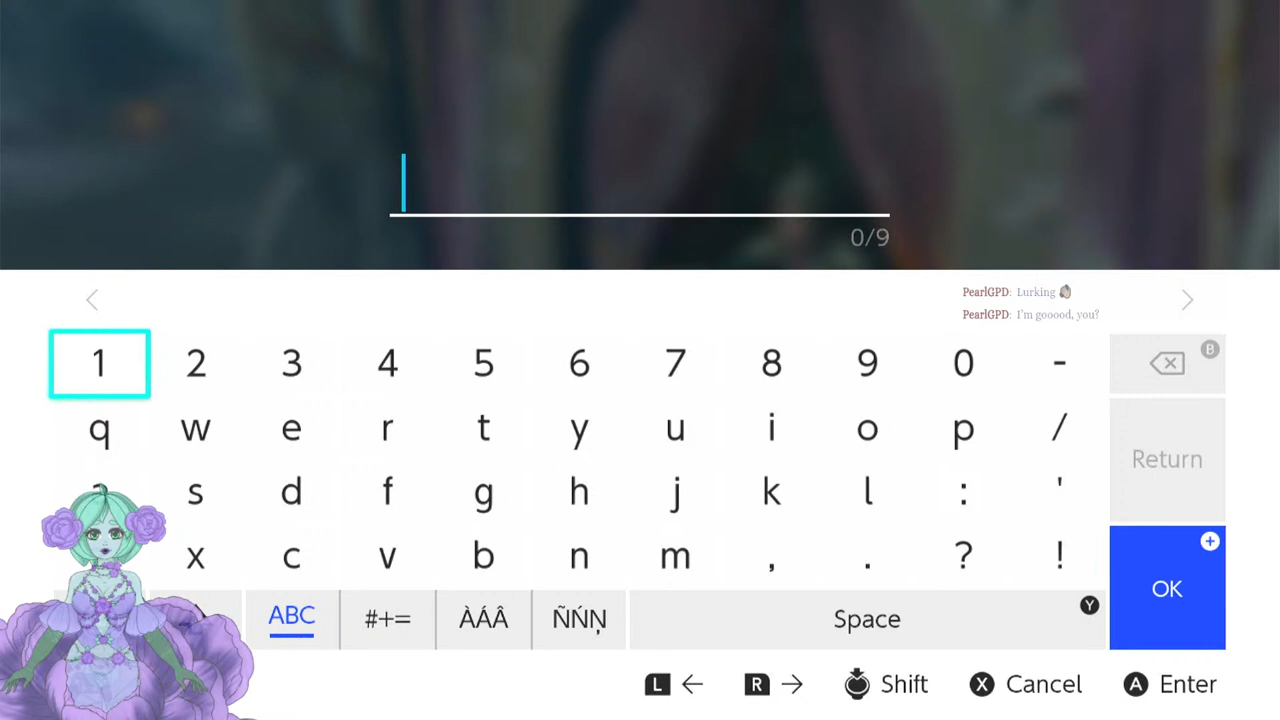 0/9
PearlGPD: Lurking
PearlGPD: I'm gooood, you?
1 2 3 4 5 6 7 8 9 0 - B
q w e r t y u i o p /
Return
s d f g h j k l : '
x c v b n m , . ? ! +
OK
ABC #+= ÀÁÂ ÑŃŅ Space Y
L ← R → Shift X Cancel A Enter